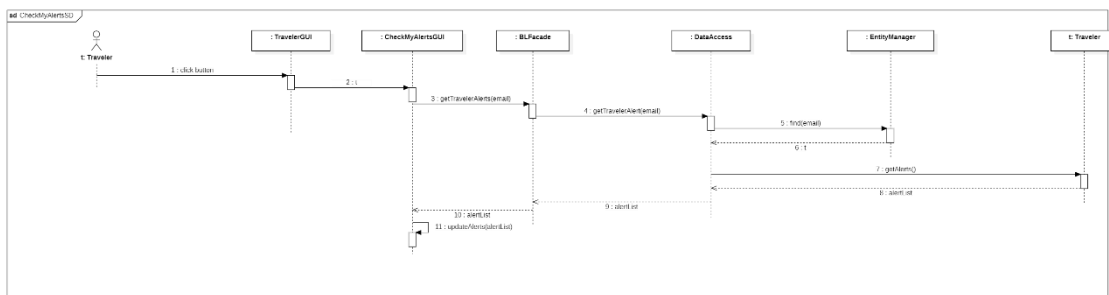 sd CheckMyAlertsSD
t: Traveler
: TravelerGUI
: CheckMyAlertsGUI
: BLFacade
: DataAccess
: EntityManager
t: Traveler
1 : click button
2 : t
3 : getTravelerAlerts(email)
4 : getTravelerAlert(email)
5 : find(email)
6 : t
7 : getAlerts()
8 : alertList
9 : alertList
10 : alertList
11 : updateAlerts(alertList)